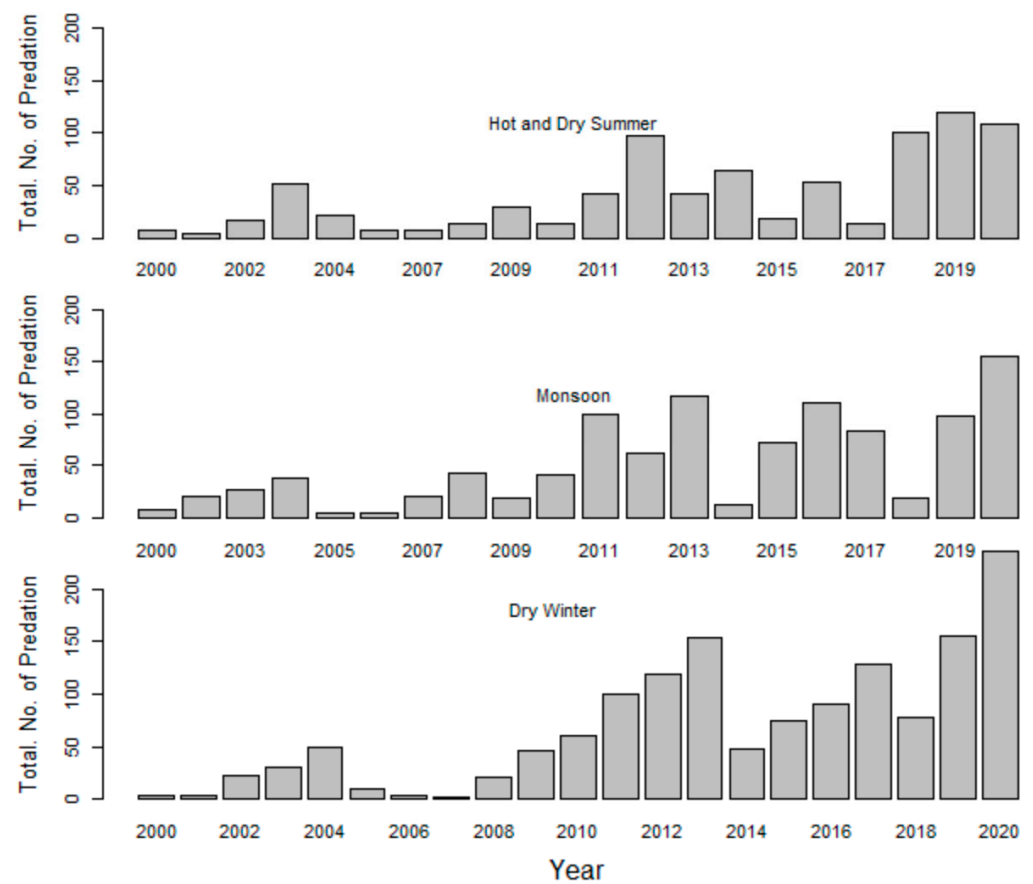 Total. No. of Predation
200
150
100
50
0
Hot and Dry Summer
2000 2002 2004 2007 2009 2011 2013 2015 2017 2019
Total. No. of Predation
200
150
100
50
0
Monsoon
2000 2003 2005 2007 2009 2011 2013 2015 2017 2019
Total. No. of Predation
200
150
100
50
0
Dry Winter
2000 2002 2004 2006 2008 2010 2012 2014 2016 2018 2020
Year